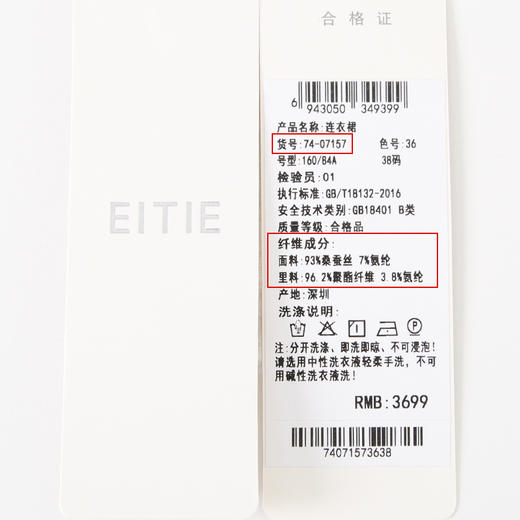 EITIE
合格证
6 943050 349399
产品名称:连衣裙
货号:74-07157 色号:36
号型:160/84A 38码
检验员:01
执行标准:GB/T18132-2016
安全技术类别:GB18401 B类
质量等级:合格品
纤维成分:
面料:93%桑蚕丝 7%氨纶
里料:96.2%聚酯纤维 3.8%氨纶
产地:深圳
洗涤说明:
注:分开洗涤、即洗即晾、不可浸泡!
请选用中性洗衣液轻柔手洗,不可
用碱性洗衣液洗!
RMB:3699
74071573638